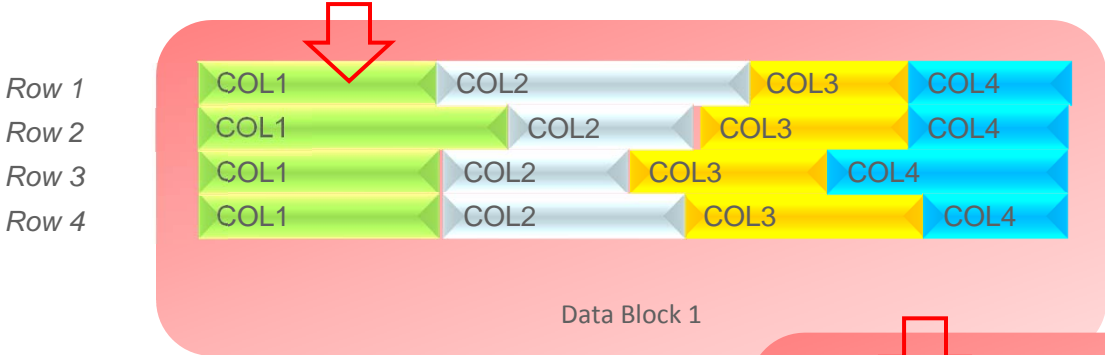 Row 1 COL1 COL2 COL3 COL4
Row 2 COL1 COL2 COL3 COL4
Row 3 COL1 COL2 COL3 COL4
Row 4 COL1 COL2 COL3 COL4
Data Block 1